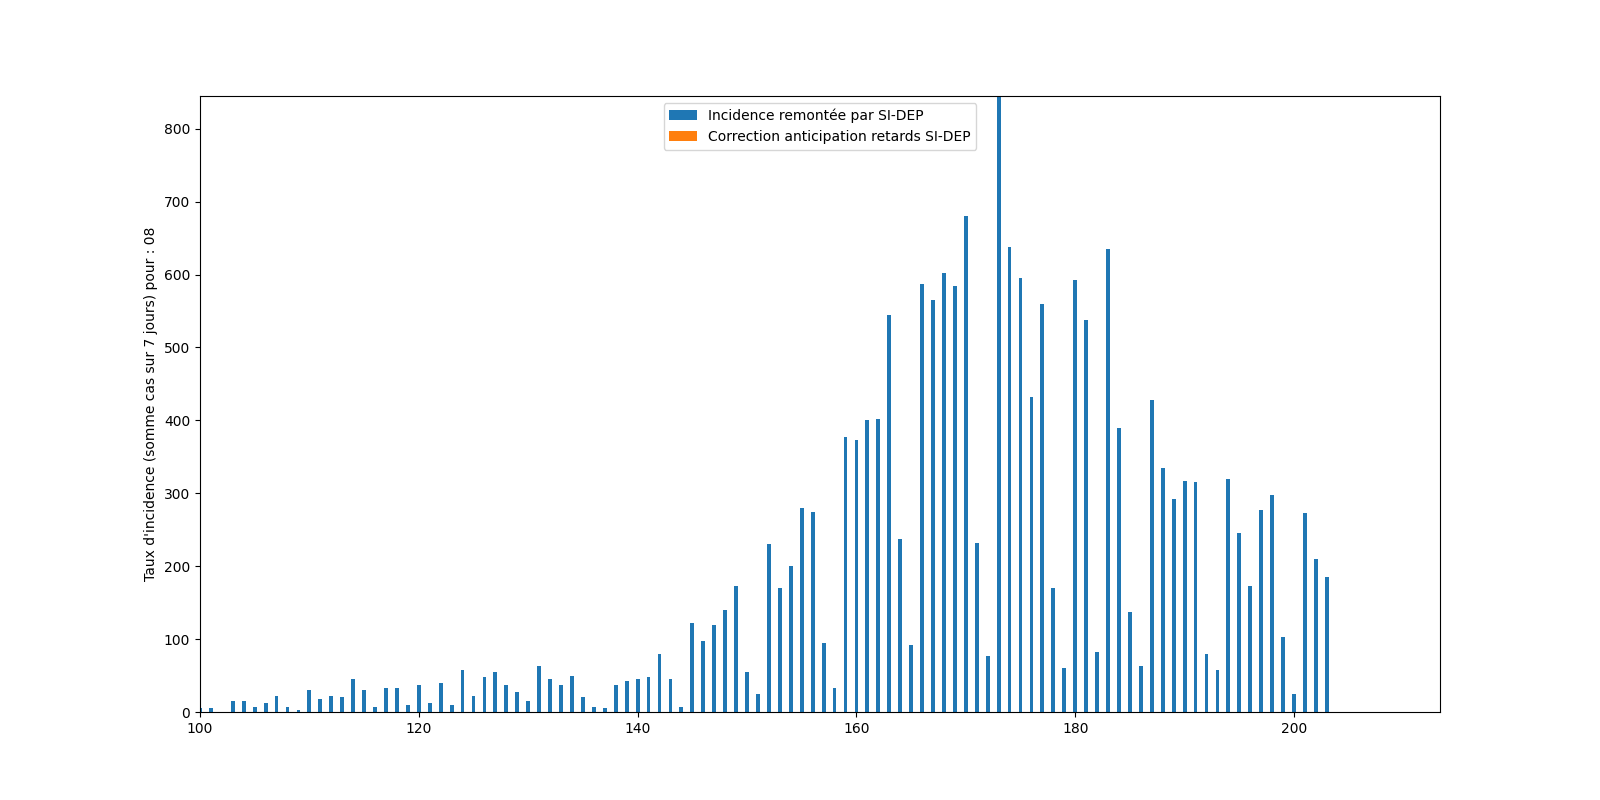 Incidence remontée par SI-DEP
Correction anticipation retards SI-DEP
Taux d'incidence (somme cas sur 7 jours) pour : 08
800
700
600
500
400
300
200
100
0
100 120 140 160 180 200